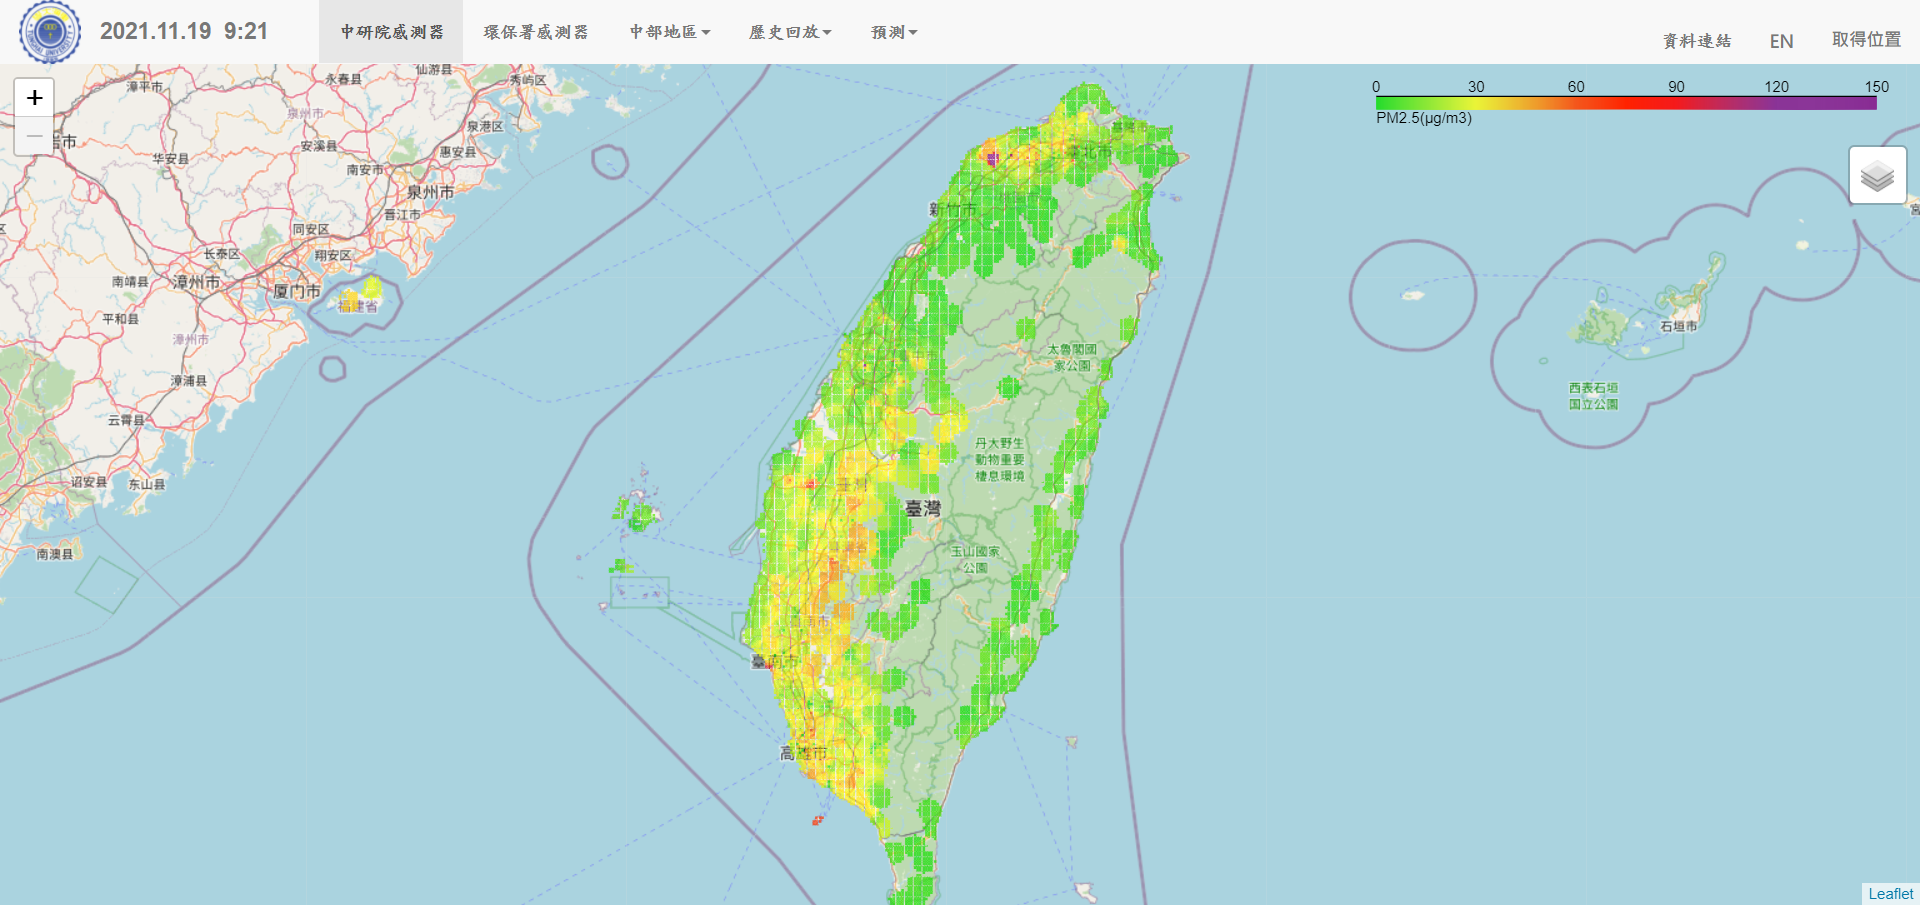 2021.11.19 9:21
中研院感測器
環保署感測器
中部地區
歷史回放
預測
資料連結
EN
取得位置
+
−
0 30 60 90 120 150
PM2.5(µg/m3)
漳平市
永春县
仙游县
秀屿区
泉州市
泉港区
岩市
华安县
安溪县
惠安县
南安市
泉州市
晋江市
同安区
长泰区
翔安区
南靖县
漳州市
厦门市
福建省
平和县
漳州市
漳浦县
云霄县
诏安县
东山县
南澳县
基隆市
臺北市
新竹市
太魯閣國
家公園
丹大野生
動物重要
棲息環境
臺灣
玉山國家
公園
臺南市
臺南市
高雄市
石垣市
西表石垣
国立公園
宮
Leaflet